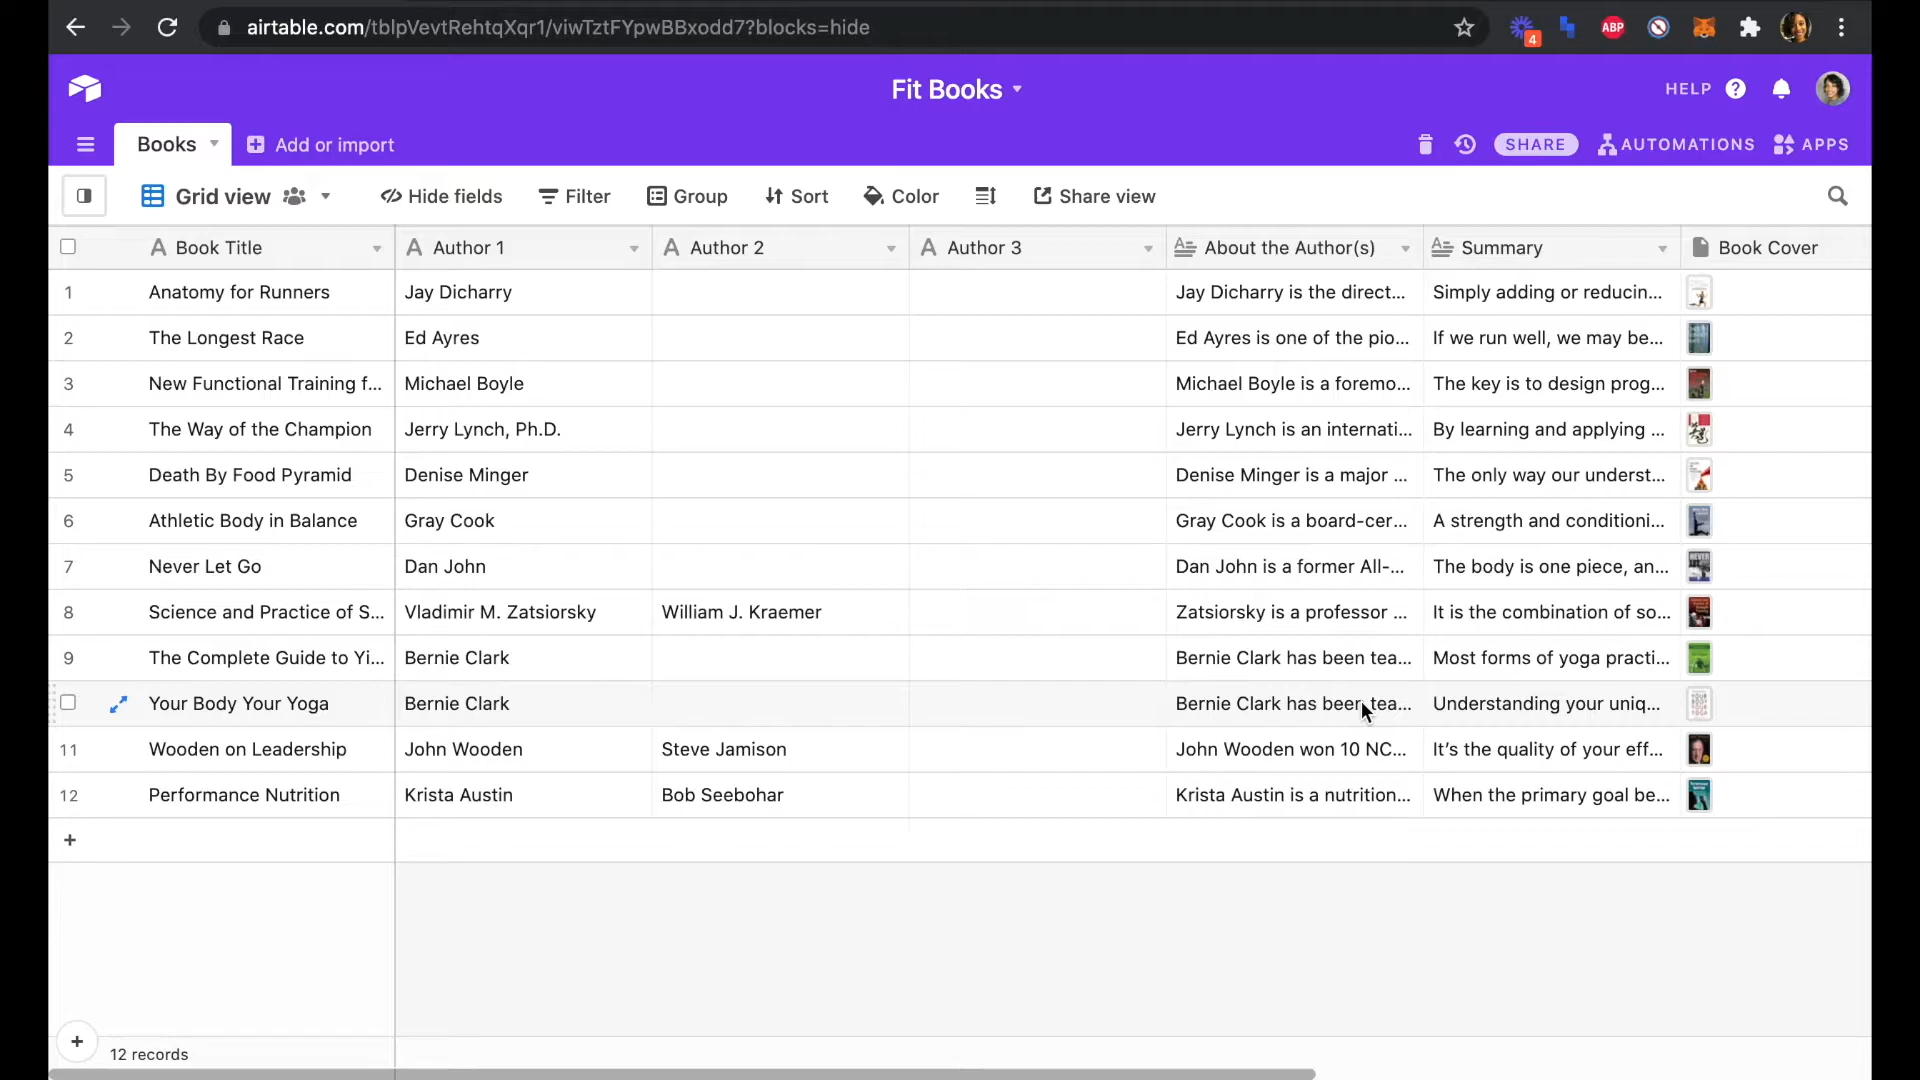 airtable.com/tblpVevtRehtqXqr1/viwTztFYpwBBxodd7?blocks=hide
4
ABP
Fit Books
HELP
Books
Add or import
SHARE
AUTOMATIONS
APPS
Grid view
Hide fields
Filter
Group
Sort
Color
Share view
Book Title Author 1 Author 2 Author 3 About the Author(s) Summary Book Cover
1 Anatomy for Runners Jay Dicharry Jay Dicharry is the direct... Simply adding or reducin...
2 The Longest Race Ed Ayres Ed Ayres is one of the pio... If we run well, we may be...
3 New Functional Training f... Michael Boyle Michael Boyle is a foremo... The key is to design prog...
4 The Way of the Champion Jerry Lynch, Ph.D. Jerry Lynch is an internati... By learning and applying ...
5 Death By Food Pyramid Denise Minger Denise Minger is a major ... The only way our underst...
6 Athletic Body in Balance Gray Cook Gray Cook is a board-cer... A strength and conditioni...
7 Never Let Go Dan John Dan John is a former All-... The body is one piece, an...
8 Science and Practice of S... Vladimir M. Zatsiorsky William J. Kraemer Zatsiorsky is a professor ... It is the combination of so...
9 The Complete Guide to Yi... Bernie Clark Bernie Clark has been tea... Most forms of yoga practi...
Your Body Your Yoga Bernie Clark Bernie Clark has been tea... Understanding your uniq...
11 Wooden on Leadership John Wooden Steve Jamison John Wooden won 10 NC... It’s the quality of your eff...
12 Performance Nutrition Krista Austin Bob Seebohar Krista Austin is a nutrition... When the primary goal be...
12 records